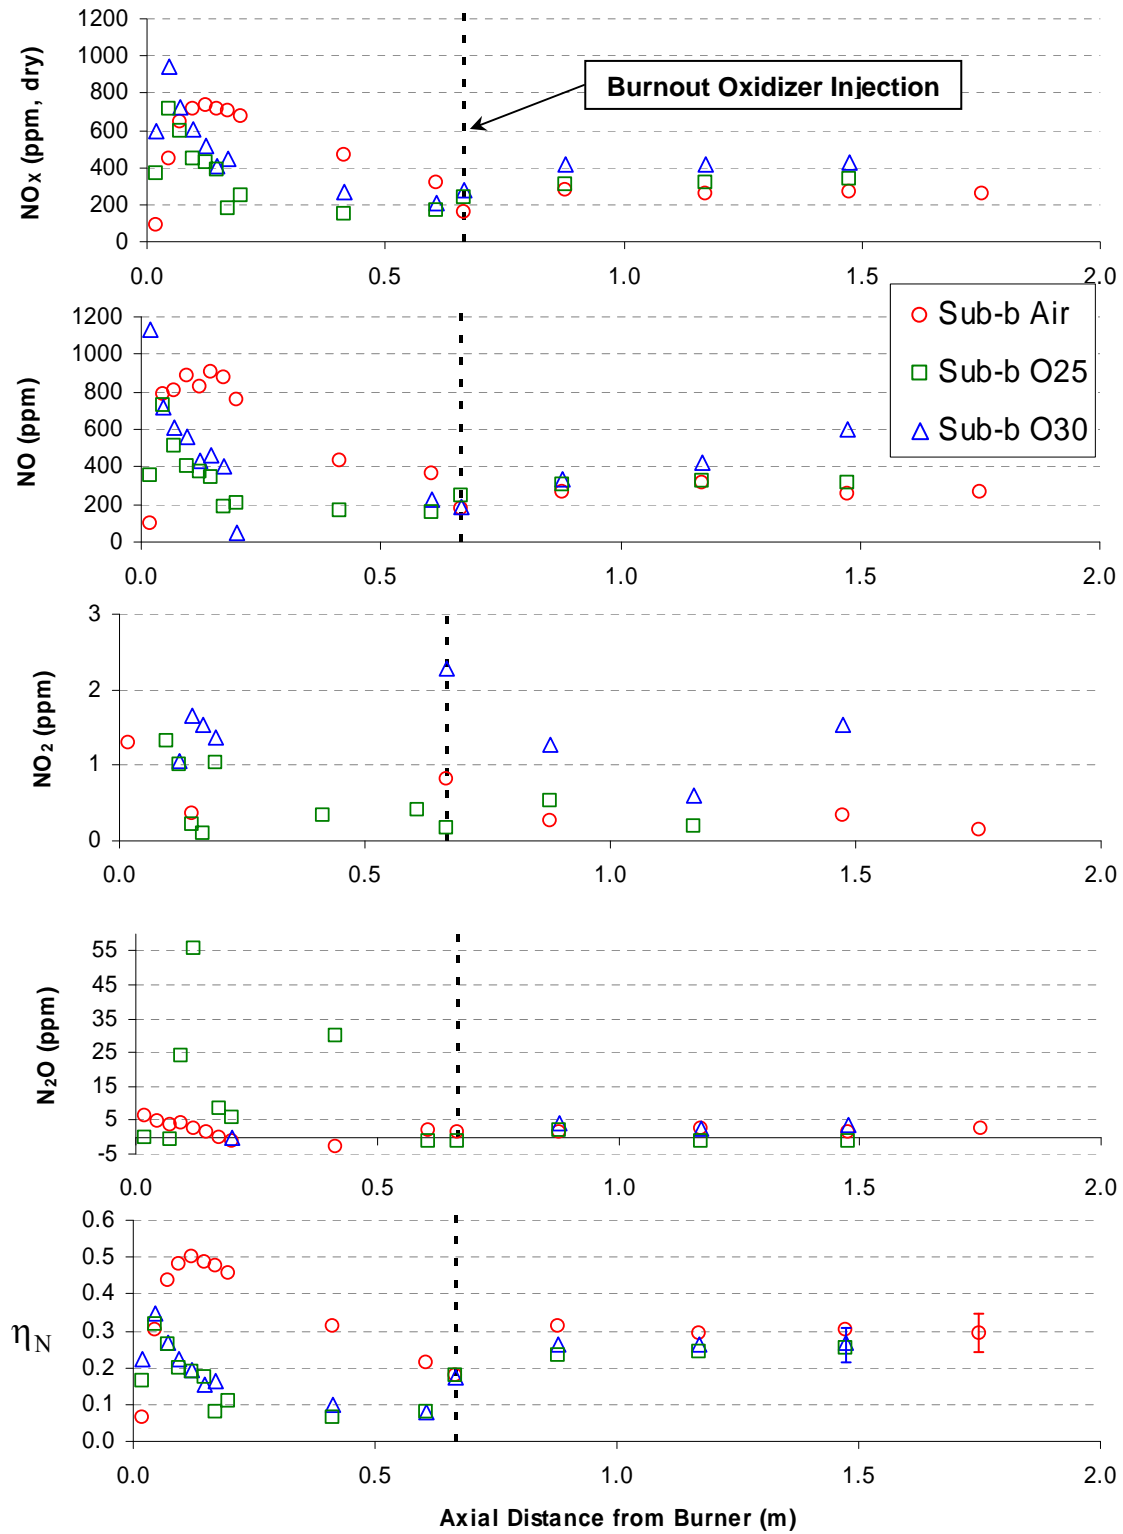 1200
1000
800
600
400
200
0
NOX (ppm, dry)
Burnout Oxidizer Injection
0.0 0.5 1.0 1.5 2.0
1200
1000
800
600
400
200
0
NO (ppm)
Sub-b Air
Sub-b O25
Sub-b O30
0.0 0.5 1.0 1.5 2.0
3
2
1
0
NO2 (ppm)
0.0 0.5 1.0 1.5 2.0
55
45
35
25
15
5
-5
N2O (ppm)
0.0 0.5 1.0 1.5 2.0
0.6
0.5
0.4
0.3
0.2
0.1
0.0
ηN
0.0 0.5 1.0 1.5 2.0
Axial Distance from Burner (m)